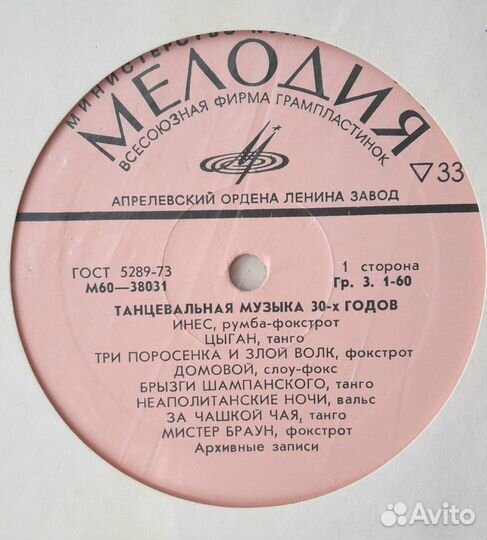 МИНИСТЕРСТВО
МЕЛОДИЯ
ВСЕСОЮЗНАЯ ФИРМА ГРАМПЛАСТИНОК
▽33
АПРЕЛЕВСКИЙ ОРДЕНА ЛЕНИНА ЗАВОД
ГОСТ 5289-73
М60—38031
1 сторона
Гр. 3. 1-60
ТАНЦЕВАЛЬНАЯ МУЗЫКА 30-х ГОДОВ
ИНЕС, румба-фокстрот
ЦЫГАН, танго
ТРИ ПОРОСЕНКА И ЗЛОЙ ВОЛК, фокстрот
ДОМОВОЙ, слоу-фокс
БРЫЗГИ ШАМПАНСКОГО, танго
НЕАПОЛИТАНСКИЕ НОЧИ, вальс
ЗА ЧАШКОЙ ЧАЯ, танго
МИСТЕР БРАУН, фокстрот
Архивные записи
Avito